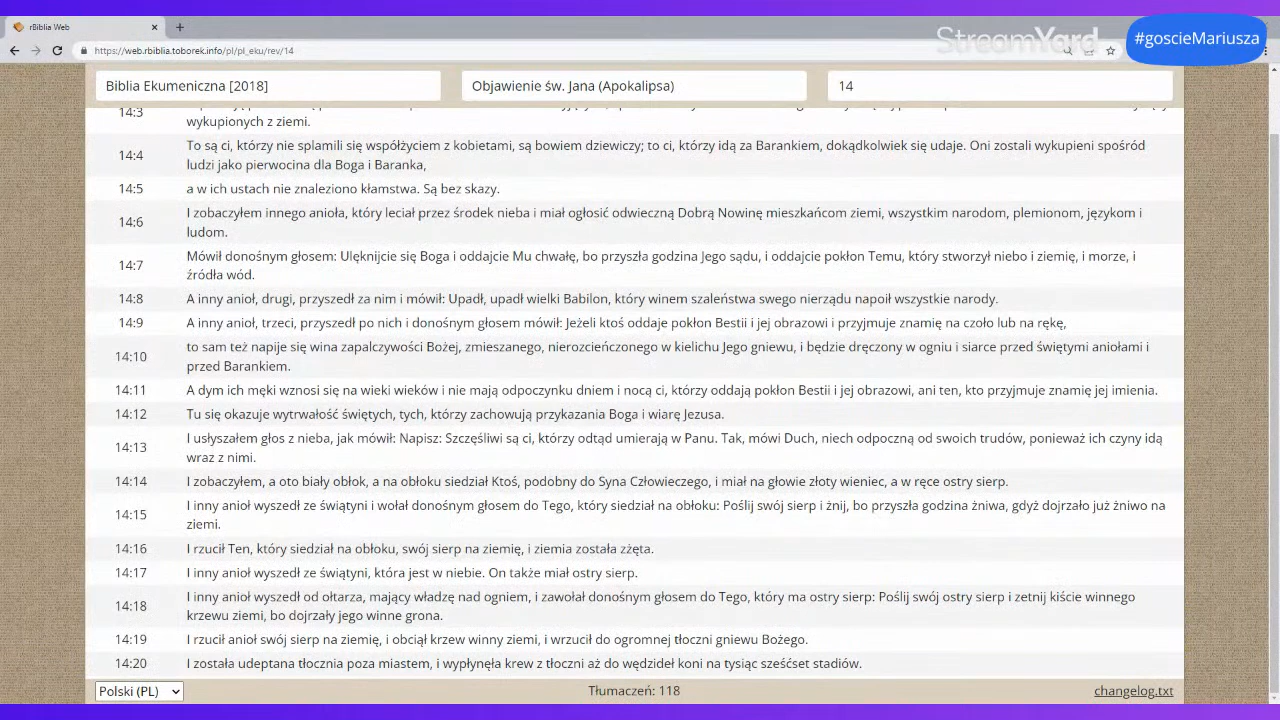 rBiblia Web
StreamYard
#goscieMariusza
https://web.rbiblia.toborek.info/pl/pl_eku/rev/14
Biblia Ekumeniczna [2018]
Objawienie św. Jana (Apokalipsa)
14
14:3
wykupionych z ziemi.
14:4
To są ci, którzy nie splamili się współżyciem z kobietami, są bowiem dziewiczy; to ci, którzy idą za Barankiem, dokądkolwiek się udaje. Oni zostali wykupieni spośród
ludzi jako pierwocina dla Boga i Baranka,
14:5
a w ich ustach nie znaleziono kłamstwa. Są bez skazy.
14:6
I zobaczyłem innego anioła, który leciał przez środek nieba i miał ogłosić odwieczną Dobrą Nowinę mieszkańcom ziemi, wszystkim narodom, plemionom, językom i
ludom.
14:7
Mówił donośnym głosem: Ulęknijcie się Boga i oddajcie Mu chwałę, bo przyszła godzina Jego sądu, i oddajcie pokłon Temu, który stworzył niebo i ziemię, i morze, i
źródła wód.
14:8
A inny anioł, drugi, przyszedł za nim i mówił: Upadł, upadł wielki Babilon, który winem szaleństwa swego nierządu napoił wszystkie narody.
14:9
A inny anioł, trzeci, przyszedł po nich i donośnym głosem mówił: Jeżeli ktoś oddaje pokłon Bestii i jej obrazowi i przyjmuje znamię na czoło lub na rękę,
14:10
to sam też napije się wina zapalczywości Bożej, zmieszanego, nierozcieńczonego w kielichu Jego gniewu, i będzie dręczony w ogniu i siarce przed świętymi aniołami i
przed Barankiem.
14:11
A dym ich męki wznosi się na wieki wieków i nie mają odpoczynku dniem i nocą ci, którzy oddają pokłon Bestii i jej obrazowi, ani ten, kto przyjmuje znamię jej imienia.
14:12
Tu się okazuje wytrwałość świętych, tych, którzy zachowują przykazania Boga i wiarę Jezusa.
14:13
I usłyszałem głos z nieba, jak mówił: Napisz: Szczęśliwi są ci, którzy odtąd umierają w Panu. Tak, mówi Duch, niech odpoczną od swoich trudów, ponieważ ich czyny idą
wraz z nimi.
14:14
I zobaczyłem, a oto biały obłok, a na obłoku siedział Ktoś, podobny do Syna Człowieczego, i miał na głowie złoty wieniec, a w ręce ostry sierp.
14:15
I inny anioł wyszedł ze świątyni i wołał donośnym głosem do Tego, który siedział na obłoku: Poślij swój sierp i żnij, bo przyszła godzina żniwa, gdyż dojrzało już żniwo na
ziemi.
14:16
I rzucił Ten, który siedział na obłoku, swój sierp na ziemię, i ziemia została zżęta.
14:17
I inny anioł wyszedł ze świątyni, która jest w niebie. On także miał ostry sierp.
14:18
I inny anioł wyszedł od ołtarza, mający władzę nad ogniem, i zawołał donośnym głosem do Tego, który ma ostry sierp: Poślij swój ostry sierp i zetnij kiście winnego
krzewu ziemi, bo dojrzały jego winne grona.
14:19
I rzucił anioł swój sierp na ziemię, i obciął krzew winny ziemi, i wrzucił do ogromnej tłoczni gniewu Bożego.
14:20
I została udeptana tłocznia poza miastem, i wypłynęła krew z tłoczni aż do wędzideł koni na tysiąc sześćset stadiów.
Polski (PL)
Tłumaczeń: 118
changelog.txt